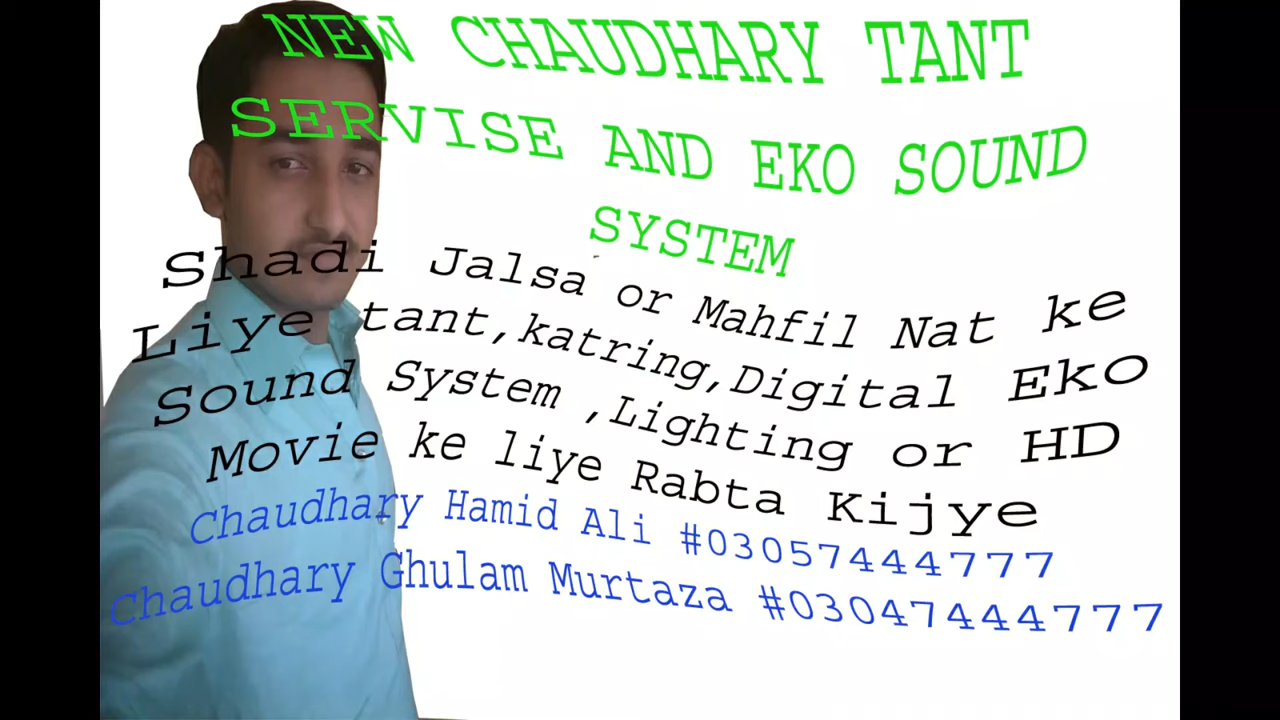 NEW CHAUDHARY TANT
SERVISE AND EKO SOUND
SYSTEM
Shadi Jalsa or Mahfil Nat ke
Liye tant,katring,Digital Eko
Sound System ,Lighting or HD
Movie ke liye Rabta Kijye
Chaudhary Hamid Ali #03057444777
Chaudhary Ghulam Murtaza #03047444777